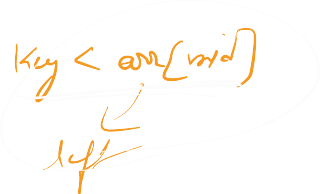 Key < arr[mid]
left